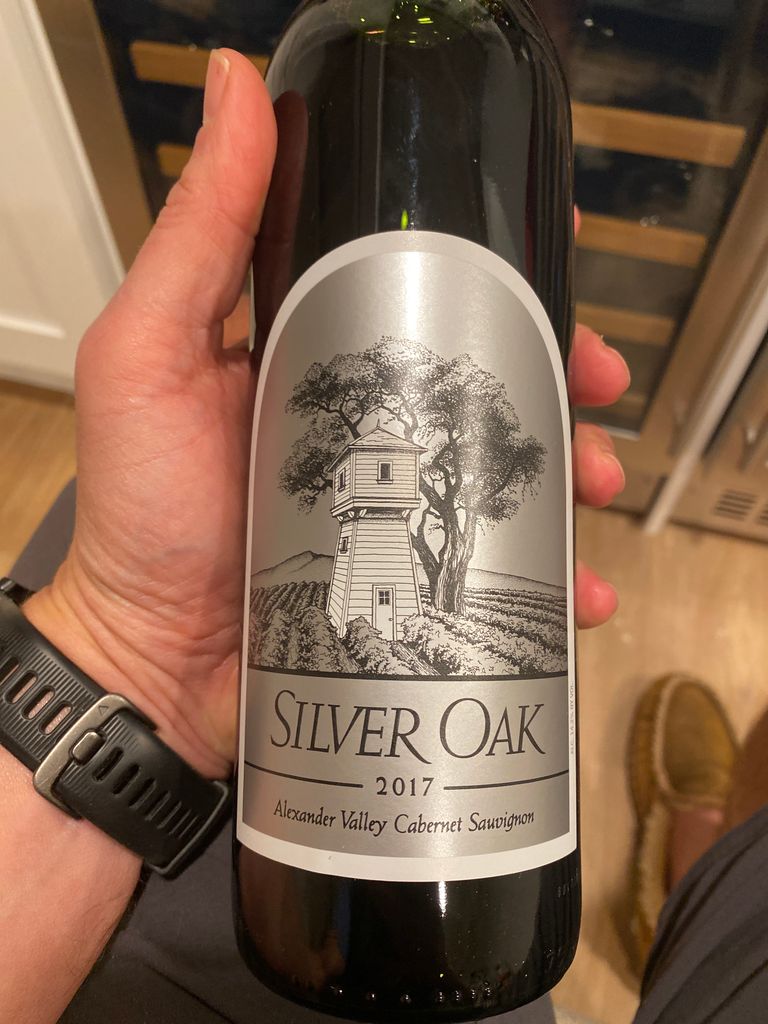 SILVER OAK
2017
Alexander Valley Cabernet Sauvignon